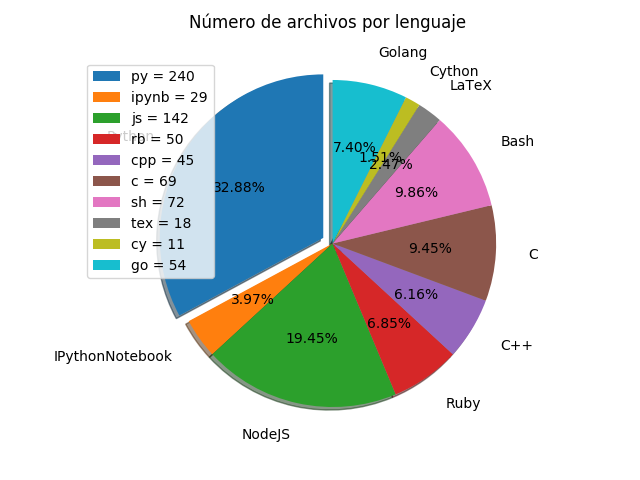 Número de archivos por lenguaje
Golang
Cython
LaTeX
Bash
C
C++
Ruby
NodeJS
IPythonNotebook
Python
py = 240
ipynb = 29
js = 142
rb = 50
cpp = 45
c = 69
sh = 72
tex = 18
cy = 11
go = 54
7.40%
1.51%
2.47%
9.86%
9.45%
6.16%
6.85%
19.45%
3.97%
32.88%